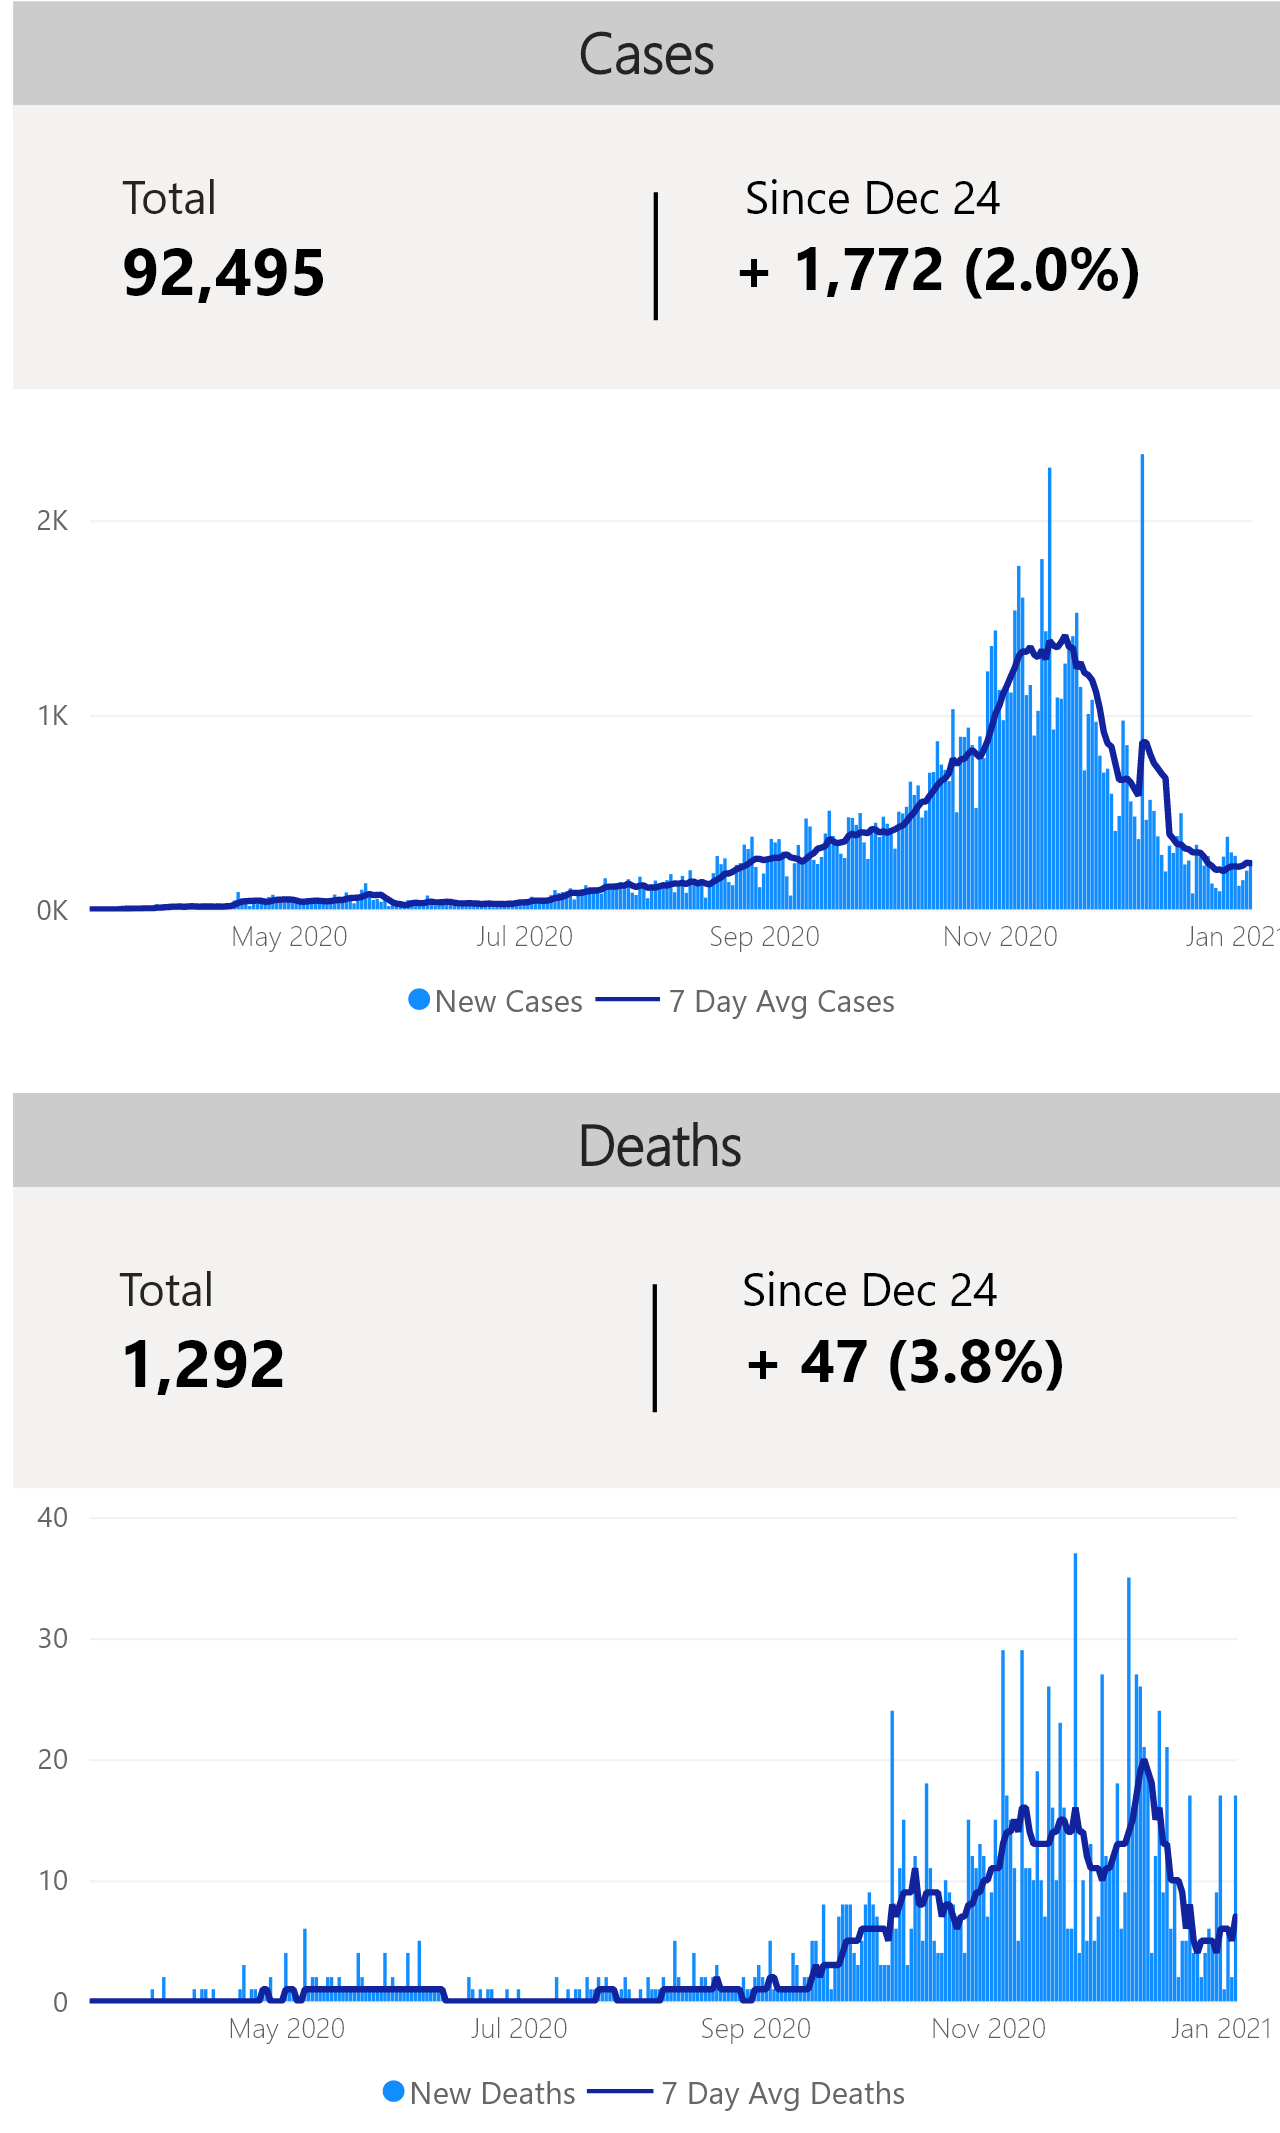 Cases
Total
Since Dec 24
92,495
+ 1,772 (2.0%)
2K
1K
0K
May 2020
Jul 2020
Sep 2020
Nov 2020
Jan 2021
New Cases
7 Day Avg Cases
Deaths
Total
Since Dec 24
1,292
+ 47 (3.8%)
40
30
20
10
0
May 2020
Jul 2020
Sep 2020
Nov 2020
Jan 2021
New Deaths
7 Day Avg Deaths